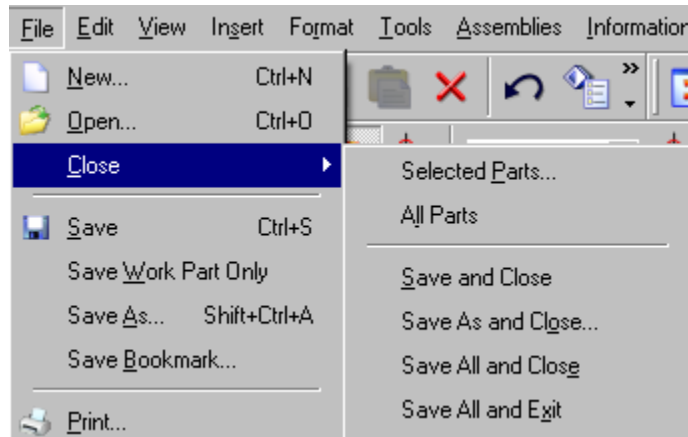 File Edit View Insert Format Tools Assemblies Information
New... Ctrl+N
Open... Ctrl+O
Close
Save Ctrl+S
Save Work Part Only
Save As... Shift+Ctrl+A
Save Bookmark...
Print...
Selected Parts...
All Parts
Save and Close
Save As and Close...
Save All and Close
Save All and Exit